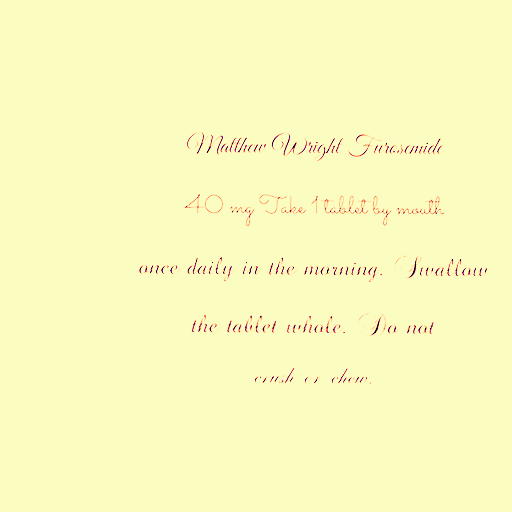 Matthew Wright Furosemide
40 mg Take 1 tablet by mouth
once daily in the morning. Swallow
the tablet whole. Do not
crush or chew.